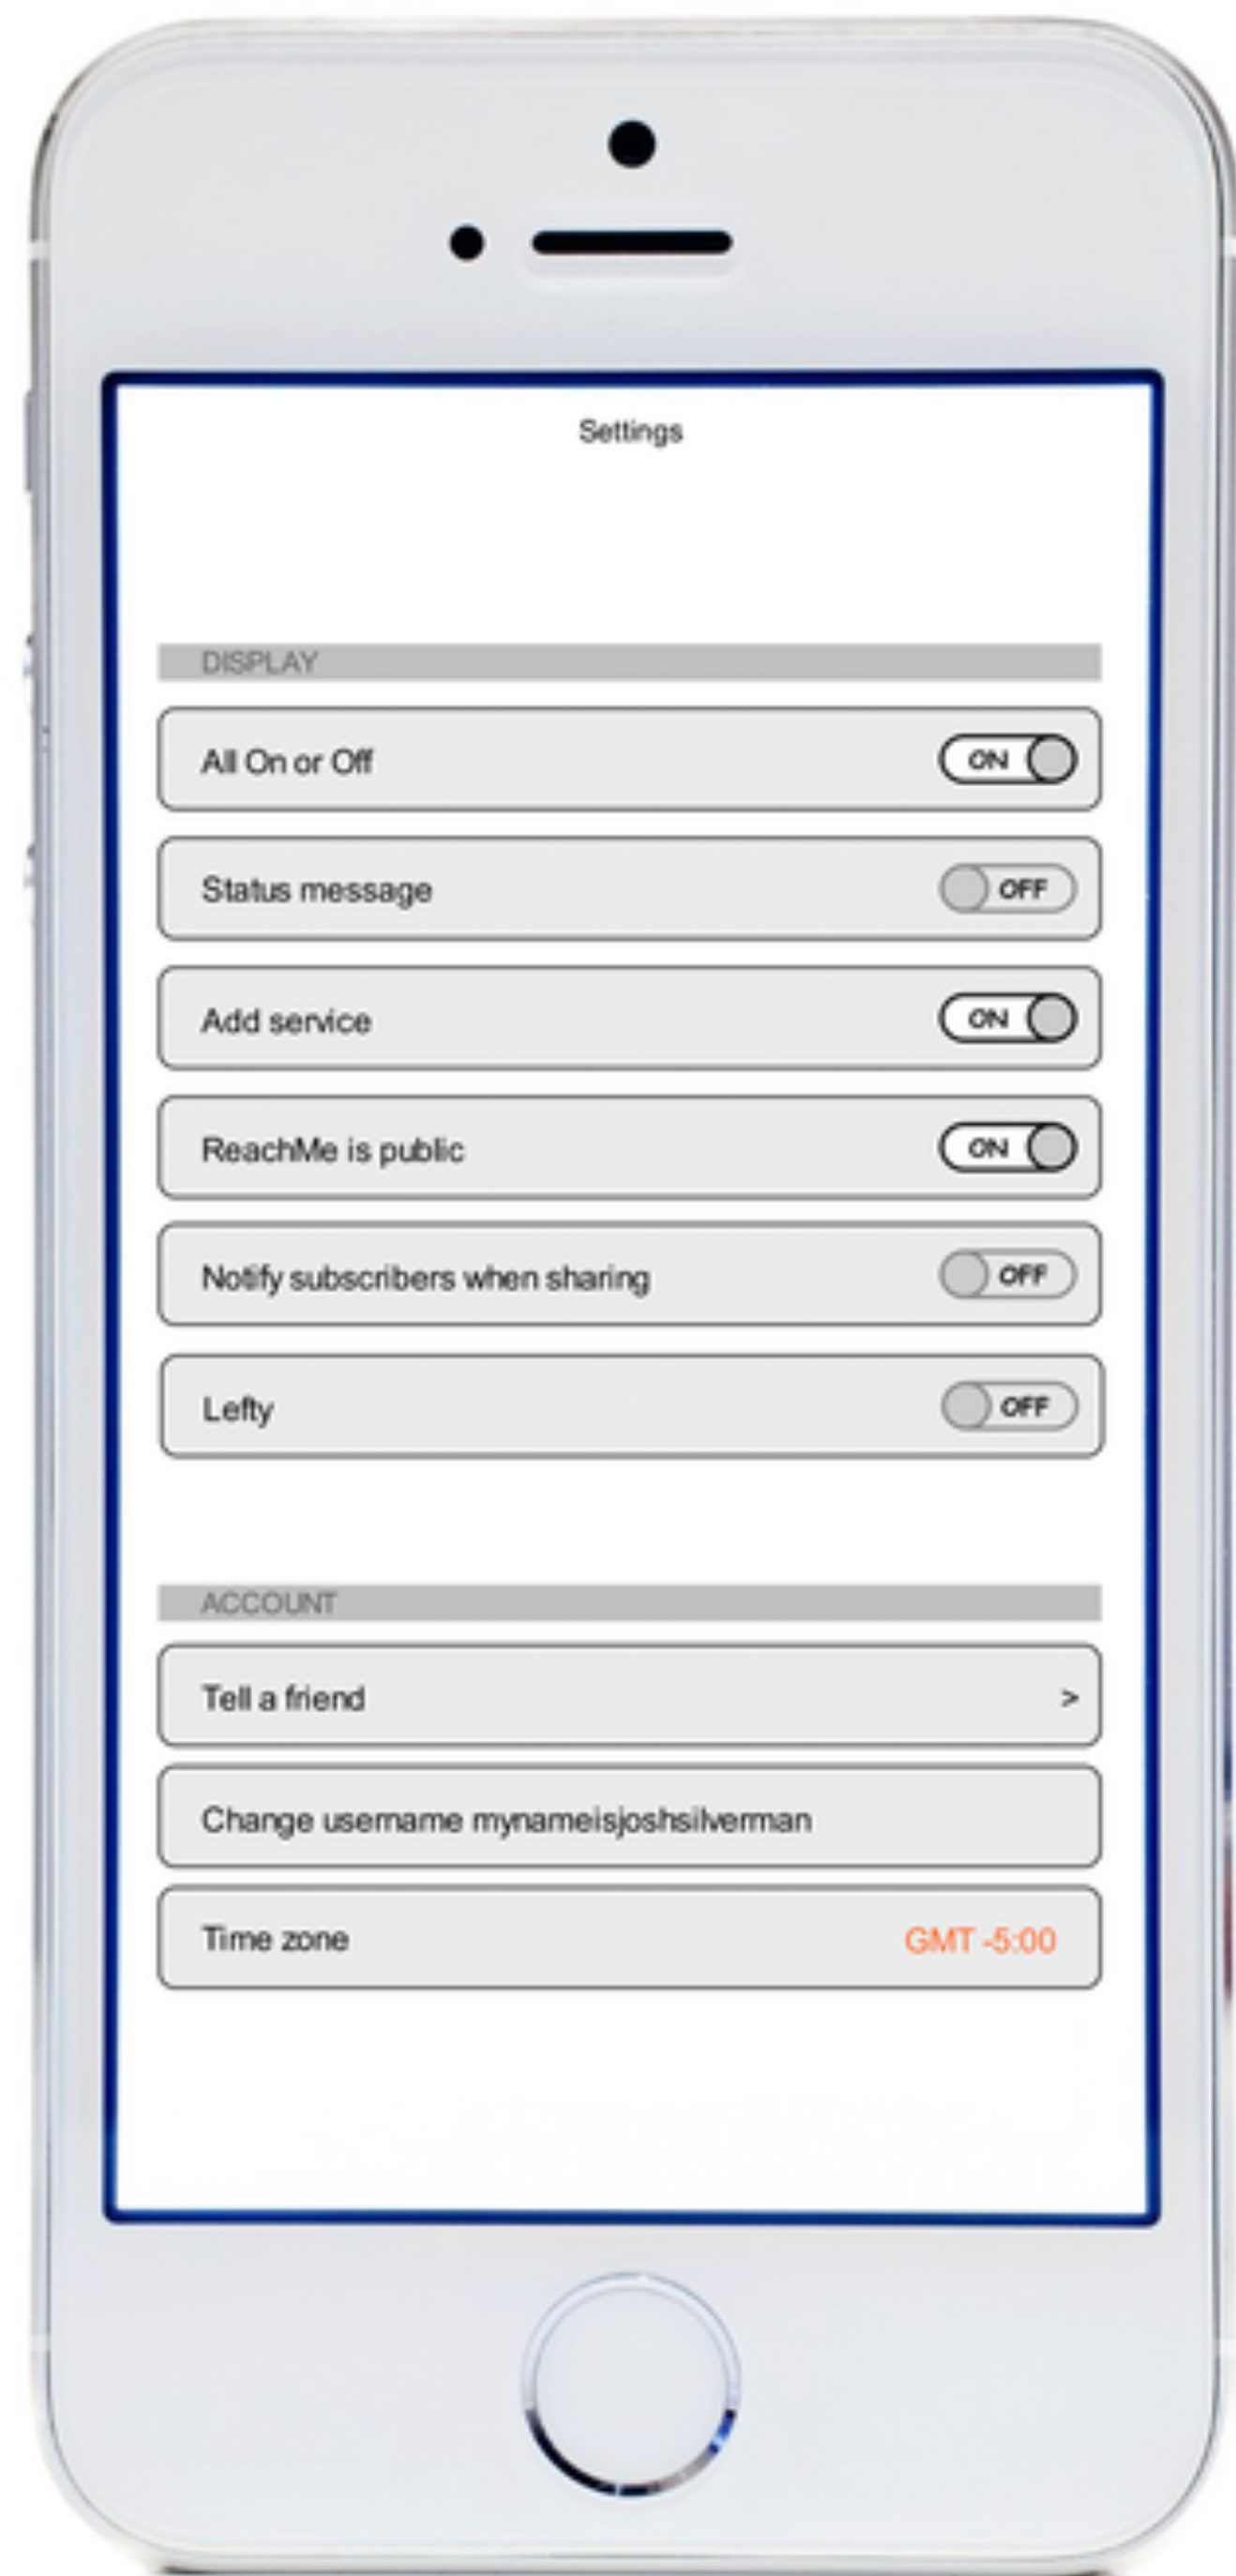 Settings
DISPLAY
All On or Off ON
Status message OFF
Add service ON
ReachMe is public ON
Notify subscribers when sharing OFF
Lefty OFF
ACCOUNT
Tell a friend >
Change username mynameisjoshsilverman
Time zone GMT -5:00